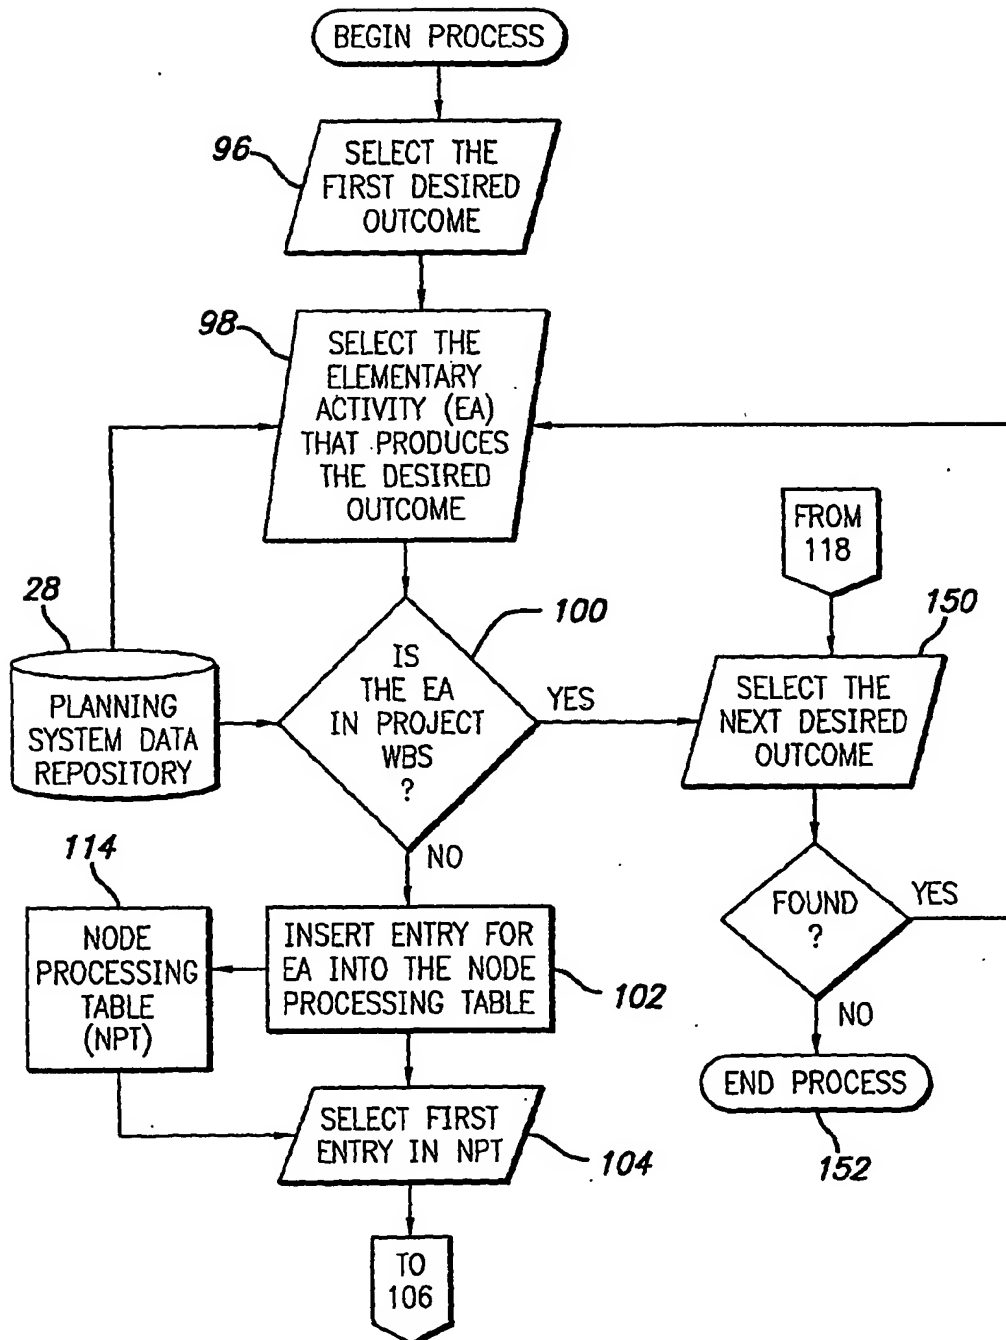 BEGIN PROCESS
96
SELECT THE
FIRST DESIRED
OUTCOME
98
SELECT THE
ELEMENTARY
ACTIVITY (EA)
THAT PRODUCES
THE DESIRED
OUTCOME
FROM
118
28
PLANNING
SYSTEM DATA
REPOSITORY
100
IS
THE EA
IN PROJECT
WBS
?
YES
NO
150
SELECT THE
NEXT DESIRED
OUTCOME
114
NODE
PROCESSING
TABLE
(NPT)
INSERT ENTRY FOR
EA INTO THE NODE
PROCESSING TABLE
102
FOUND
?
YES
NO
SELECT FIRST
ENTRY IN NPT
104
END PROCESS
152
TO
106